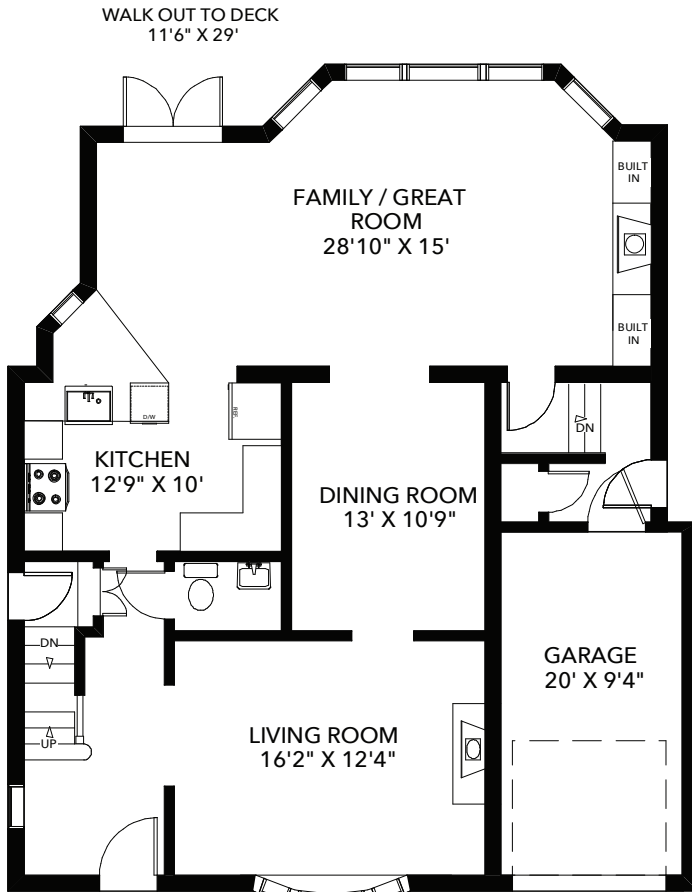 WALK OUT TO DECK
11'6" X 29'
BUILT
IN
FAMILY / GREAT
ROOM
28'10" X 15'
BUILT
IN
D/W
REF.
DN
KITCHEN
12'9" X 10'
DINING ROOM
13' X 10'9"
DN
UP
GARAGE
20' X 9'4"
LIVING ROOM
16'2" X 12'4"